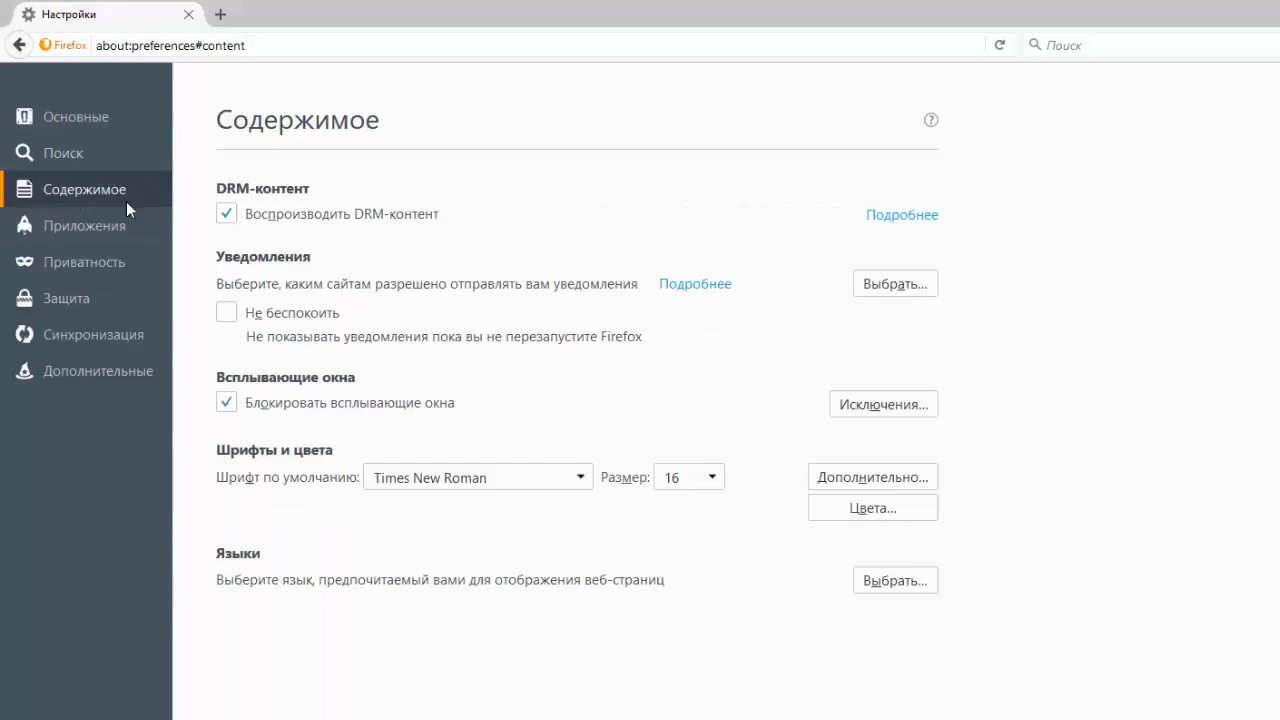 Настройки
Firefox about:preferences#content Поиск
Основные
Поиск
Содержимое
Приложения
Приватность
Защита
Синхронизация
Дополнительные
Содержимое ?
DRM-контент
Воспроизводить DRM-контент Подробнее
Уведомления
Выберите, каким сайтам разрешено отправлять вам уведомления Подробнее Выбрать...
Не беспокоить
Не показывать уведомления пока вы не перезапустите Firefox
Всплывающие окна
Блокировать всплывающие окна Исключения...
Шрифты и цвета
Шрифт по умолчанию: Times New Roman Размер: 16 Дополнительно...
Цвета...
Языки
Выберите язык, предпочитаемый вами для отображения веб-страниц Выбрать...